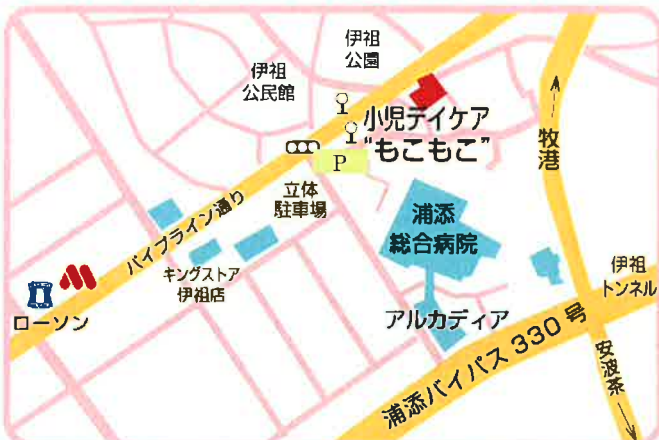 伊祖
公園
伊祖
公民館
小児デイケア
"もこもこ"
P
立体
駐車場
牧港
浦添
総合病院
パイプライン通り
キングストア
伊祖店
伊祖
トンネル
ローソン
アルカディア
浦添バイパス330号
安波茶